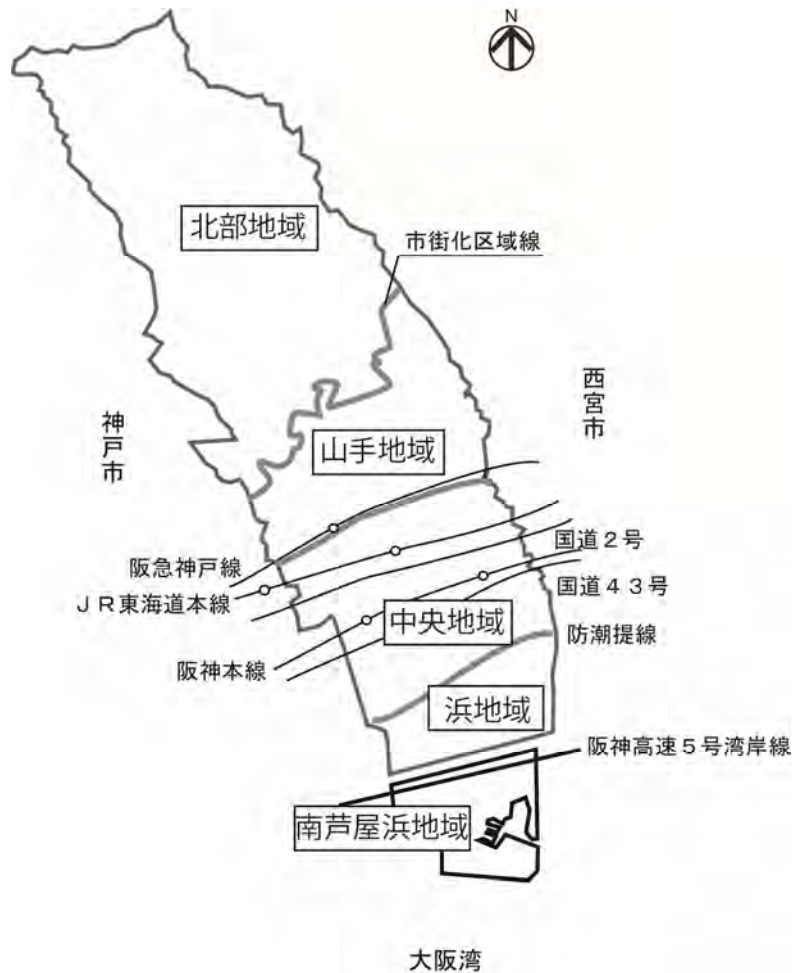 N
北部地域
市街化区域線
西宮市
神戸市
山手地域
国道２号
阪急神戸線
国道４３号
ＪＲ東海道本線
中央地域
防潮提線
阪神本線
浜地域
阪神高速５号湾岸線
南芦屋浜地域
大阪湾